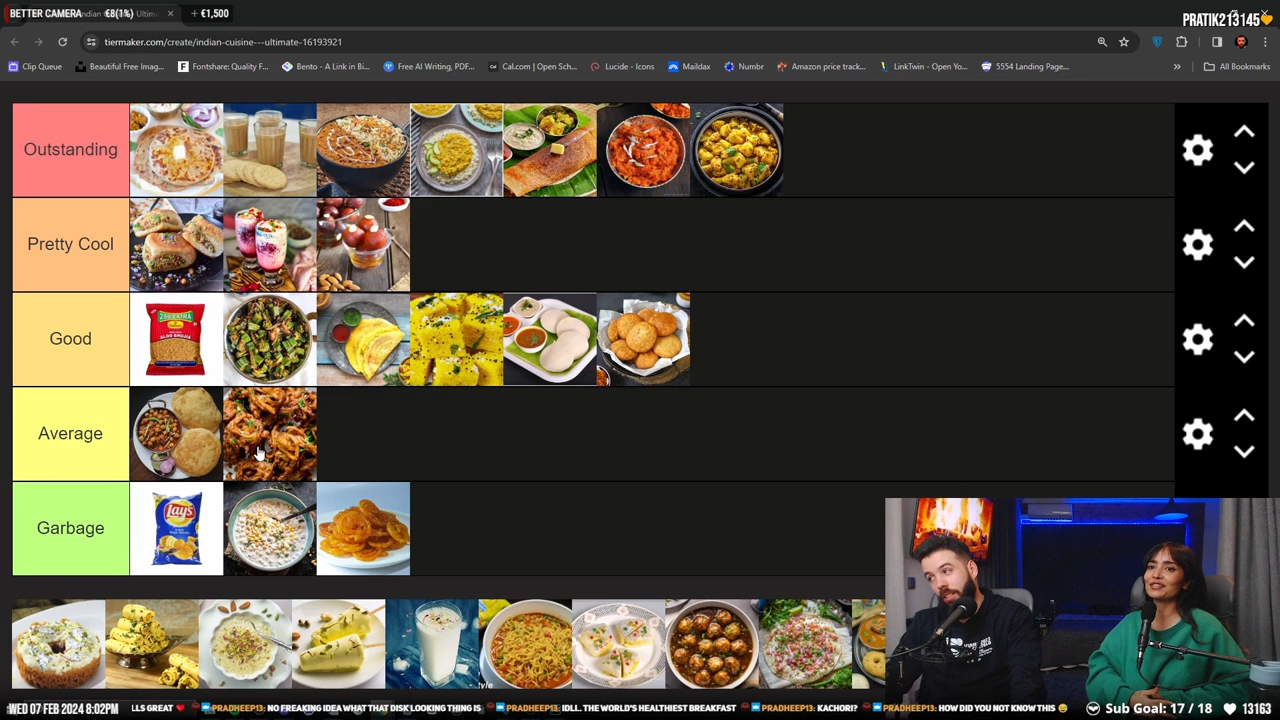 BETTER CAMERA €8(1%) Ultim
+ €1,500
PRATIK213145
tiermaker.com/create/indian-cuisine---ultimate-16193921
Clip Queue Beautiful Free Imag... Fontshare: Quality F... Bento - A Link in Bi... Free AI Writing, PDF... Cal.com | Open Sch... Lucide - Icons Maildax Numbr Amazon price track... LinkTwin - Open Yo... 5554 Landing Page... » All Bookmarks
Outstanding
Pretty Cool
Good
Average
Garbage
Lay's
WED 07 FEB 2024 8:02PM LLS GREAT PRADHEEP13: NO FREAKING IDEA WHAT THAT DISK LOOKING THING IS PRADHEEP13: IDLI.. THE WORLD'S HEALTHIEST BREAKFAST PRADHEEP13: KACHORI? PRADHEEP13: HOW DID YOU NOT KNOW THIS Sub Goal: 17 / 18 13163